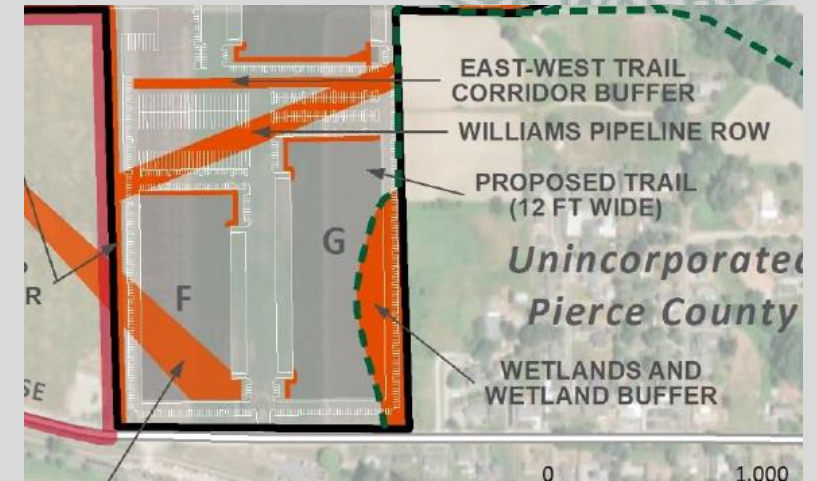 EAST-WEST TRAIL
CORRIDOR BUFFER
WILLIAMS PIPELINE ROW
PROPOSED TRAIL
(12 FT WIDE)
G
Unincorporated
Pierce County
R
F
WETLANDS AND
WETLAND BUFFER
SE
0 1,000